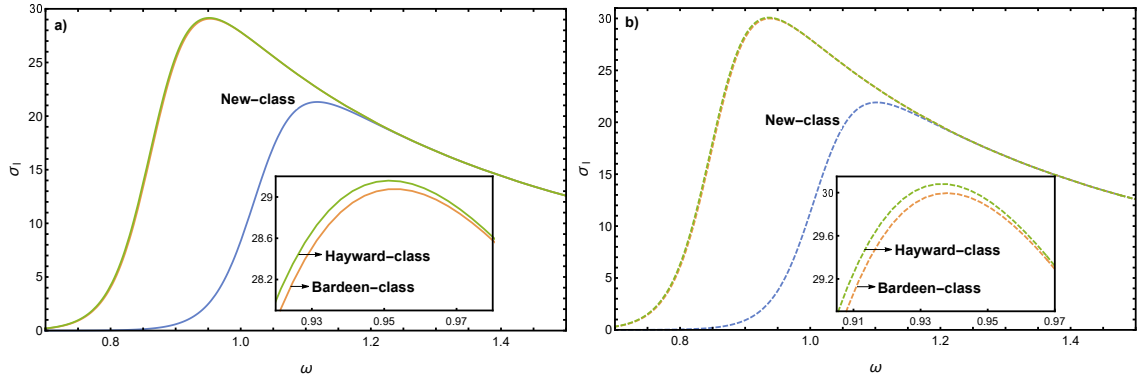 a)
30
25
20
15
10
5
0
σl
New–class
29
28.6
28.2
Hayward–class
Bardeen–class
0.93 0.95 0.97
0.8 1.0 1.2 1.4
ω
b)
30
25
20
15
10
5
0
σl
New–class
30
29.6
29.2
Hayward–class
Bardeen–class
0.91 0.93 0.95 0.97
0.8 1.0 1.2 1.4
ω